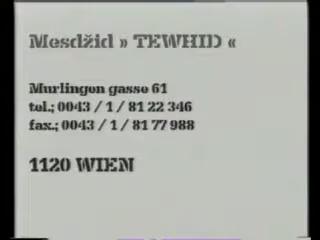 Mesdžid » TEWHID «
Murlingen gasse 61
tel.; 0043 / 1 / 81 22 346
fax.; 0043 / 1 / 81 77 988
1120 WIEN